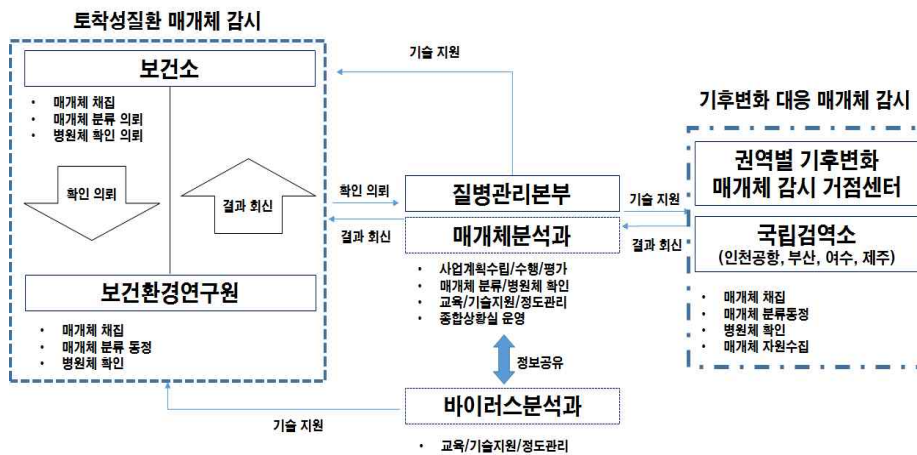 토착성질환 매개체 감시
보건소
• 매개체 채집
• 매개체 분류 의뢰
• 병원체 확인 의뢰
확인 의뢰
결과 회신
보건환경연구원
• 매개체 채집
• 매개체 분류 동정
• 병원체 확인
기술 지원
확인 의뢰
결과 회신
질병관리본부
매개체분석과
• 사업계획수립/수행/평가
• 매개체 분류/병원체 확인
• 교육/기술지원/정도관리
• 종합상황실 운영
정보공유
바이러스분석과
• 교육/기술지원/정도관리
기술 지원
기술 지원
결과 회신
기후변화 대응 매개체 감시
권역별 기후변화
매개체 감시 거점센터
국립검역소
(인천공항, 부산, 여수, 제주)
• 매개체 채집
• 매개체 분류동정
• 병원체 확인
• 매개체 자원수집